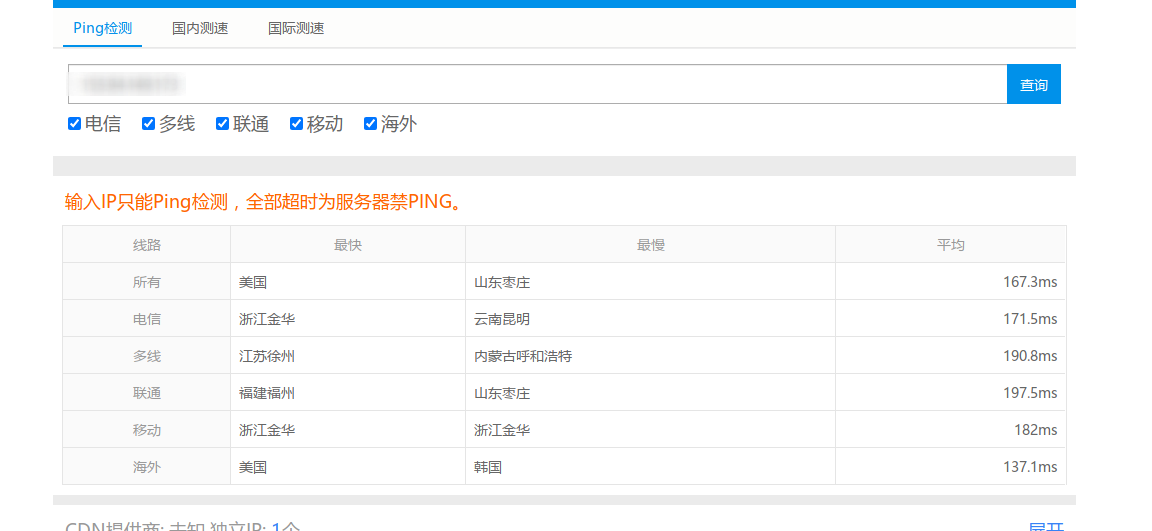 Ping检测 国内测速 国际测速
查询
电信 多线 联通 移动 海外
输入IP只能Ping检测，全部超时为服务器禁PING。
线路 最快 最慢 平均
所有 美国 山东枣庄 167.3ms
电信 浙江金华 云南昆明 171.5ms
多线 江苏徐州 内蒙古呼和浩特 190.8ms
联通 福建福州 山东枣庄 197.5ms
移动 浙江金华 浙江金华 182ms
海外 美国 韩国 137.1ms
CDN提供商: 未知 独立IP: 1个 展开